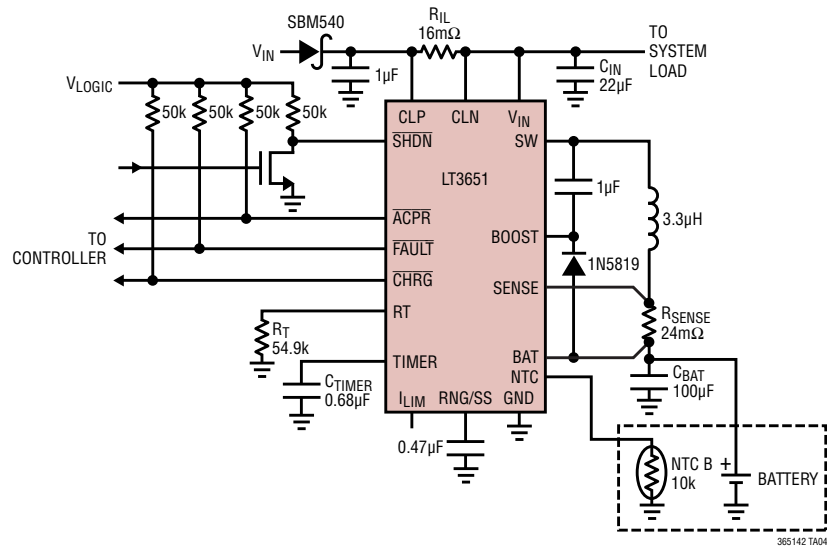 SBM540
R_IL
16mΩ
TO
SYSTEM
LOAD
V_IN
1µF
C_IN
22µF
V_LOGIC
50k
50k
50k
50k
CLP
CLN
V_IN
SHDN
SW
LT3651
1µF
3.3µH
ACPR
BOOST
TO
CONTROLLER
FAULT
1N5819
CHRG
SENSE
RT
R_SENSE
24mΩ
R_T
54.9k
TIMER
BAT
NTC
C_BAT
100µF
C_TIMER
0.68µF
I_LIM
RNG/SS
GND
0.47µF
NTC B
10k
+
BATTERY
365142 TA04